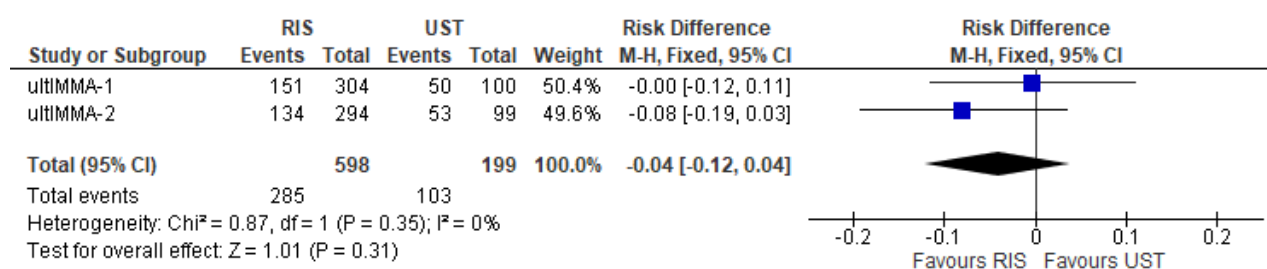 RIS UST Risk Difference Risk Difference
Study or Subgroup Events Total Events Total Weight M-H, Fixed, 95% CI M-H, Fixed, 95% CI
ultIMMA-1 151 304 50 100 50.4% -0.00 [-0.12, 0.11]
ultIMMA-2 134 294 53 99 49.6% -0.08 [-0.19, 0.03]
Total (95% CI) 598 199 100.0% -0.04 [-0.12, 0.04]
Total events 285 103
Heterogeneity: Chi² = 0.87, df = 1 (P = 0.35); I² = 0%
Test for overall effect: Z = 1.01 (P = 0.31)
-0.2 -0.1 0 0.1 0.2
Favours RIS Favours UST